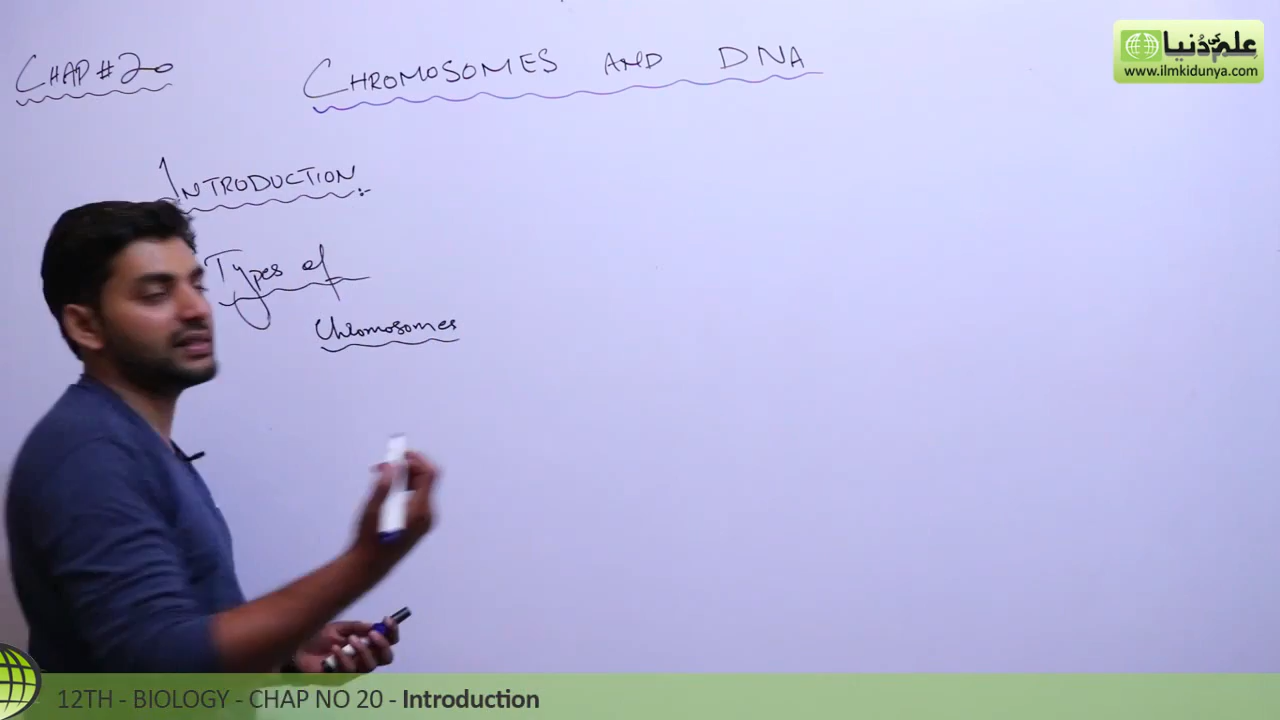 CHAP # 20
CHROMOSOMES AND DNA
علم کی دُنیا
www.ilmkidunya.com
INTRODUCTION :-
Types of
Chromosomes
12TH - BIOLOGY - CHAP NO 20 - Introduction